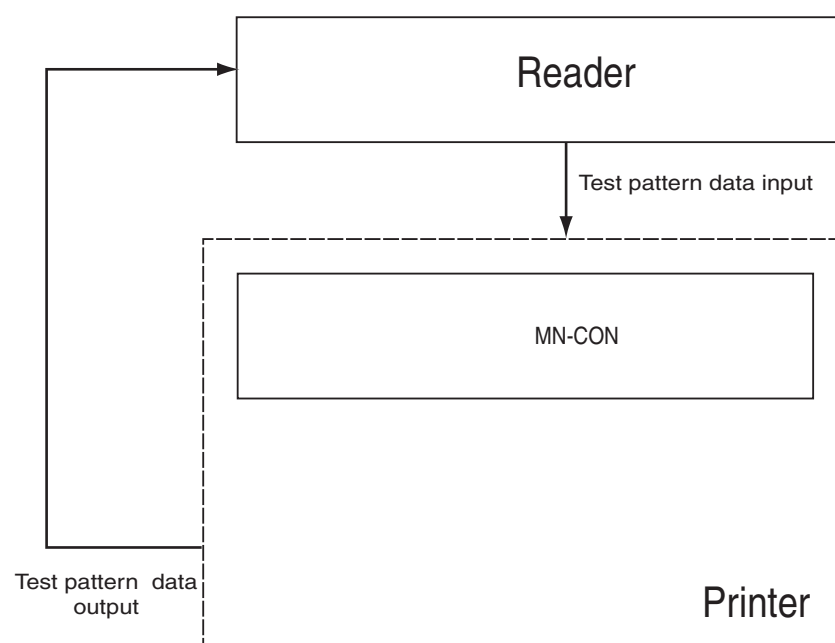 Reader
Test pattern data input
MN-CON
Test pattern data
output
Printer